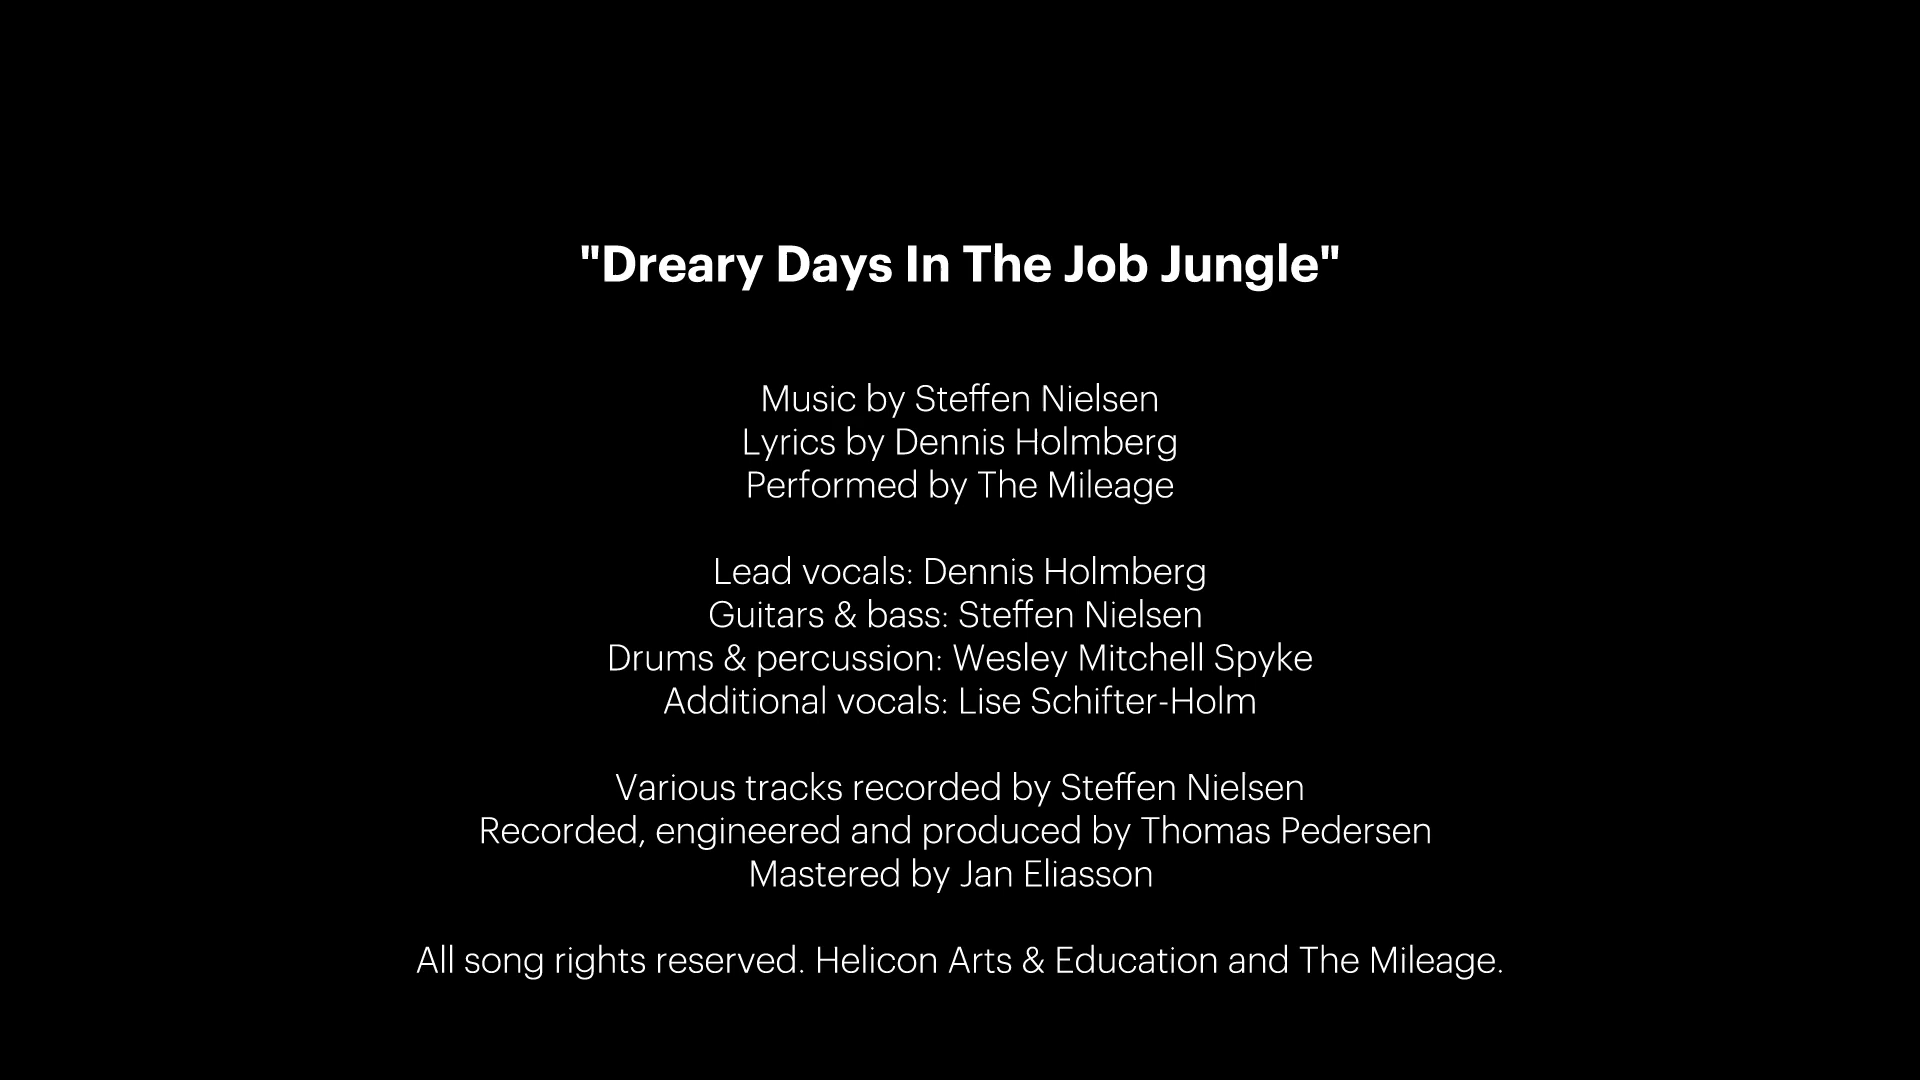 "Dreary Days In The Job Jungle"
Music by Steffen Nielsen
Lyrics by Dennis Holmberg
Performed by The Mileage
Lead vocals: Dennis Holmberg
Guitars & bass: Steffen Nielsen
Drums & percussion: Wesley Mitchell Spyke
Additional vocals: Lise Schifter-Holm
Various tracks recorded by Steffen Nielsen
Recorded, engineered and produced by Thomas Pedersen
Mastered by Jan Eliasson
All song rights reserved. Helicon Arts & Education and The Mileage.